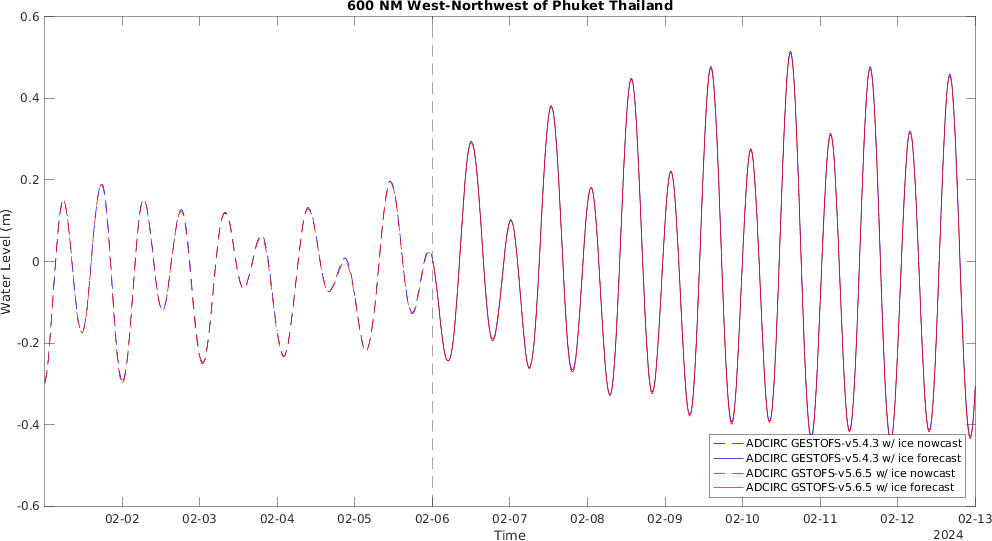 600 NM West-Northwest of Phuket Thailand
0.6
0.4
0.2
0
-0.2
-0.4
-0.6
Water Level (m)
02-02 02-03 02-04 02-05 02-06 02-07 02-08 02-09 02-10 02-11 02-12 02-13
Time
2024
ADCIRC GESTOFS-v5.4.3 w/ ice nowcast
ADCIRC GESTOFS-v5.4.3 w/ ice forecast
ADCIRC GSTOFS-v5.6.5 w/ ice nowcast
ADCIRC GSTOFS-v5.6.5 w/ ice forecast